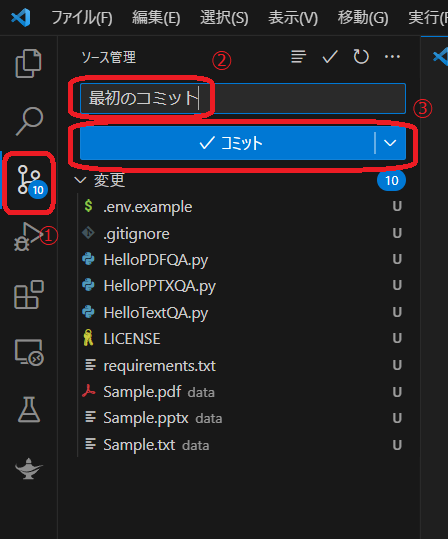 ファイル(F) 編集(E) 選択(S) 表示(V) 移動(G) 実行(
ソース管理 ②
最初のコミット
③
コミット
10 変更 10
① .env.example U
.gitignore U
HelloPDFQA.py U
HelloPPTXQA.py U
HelloTextQA.py U
LICENSE U
requirements.txt U
Sample.pdf data U
Sample.pptx data U
Sample.txt data U